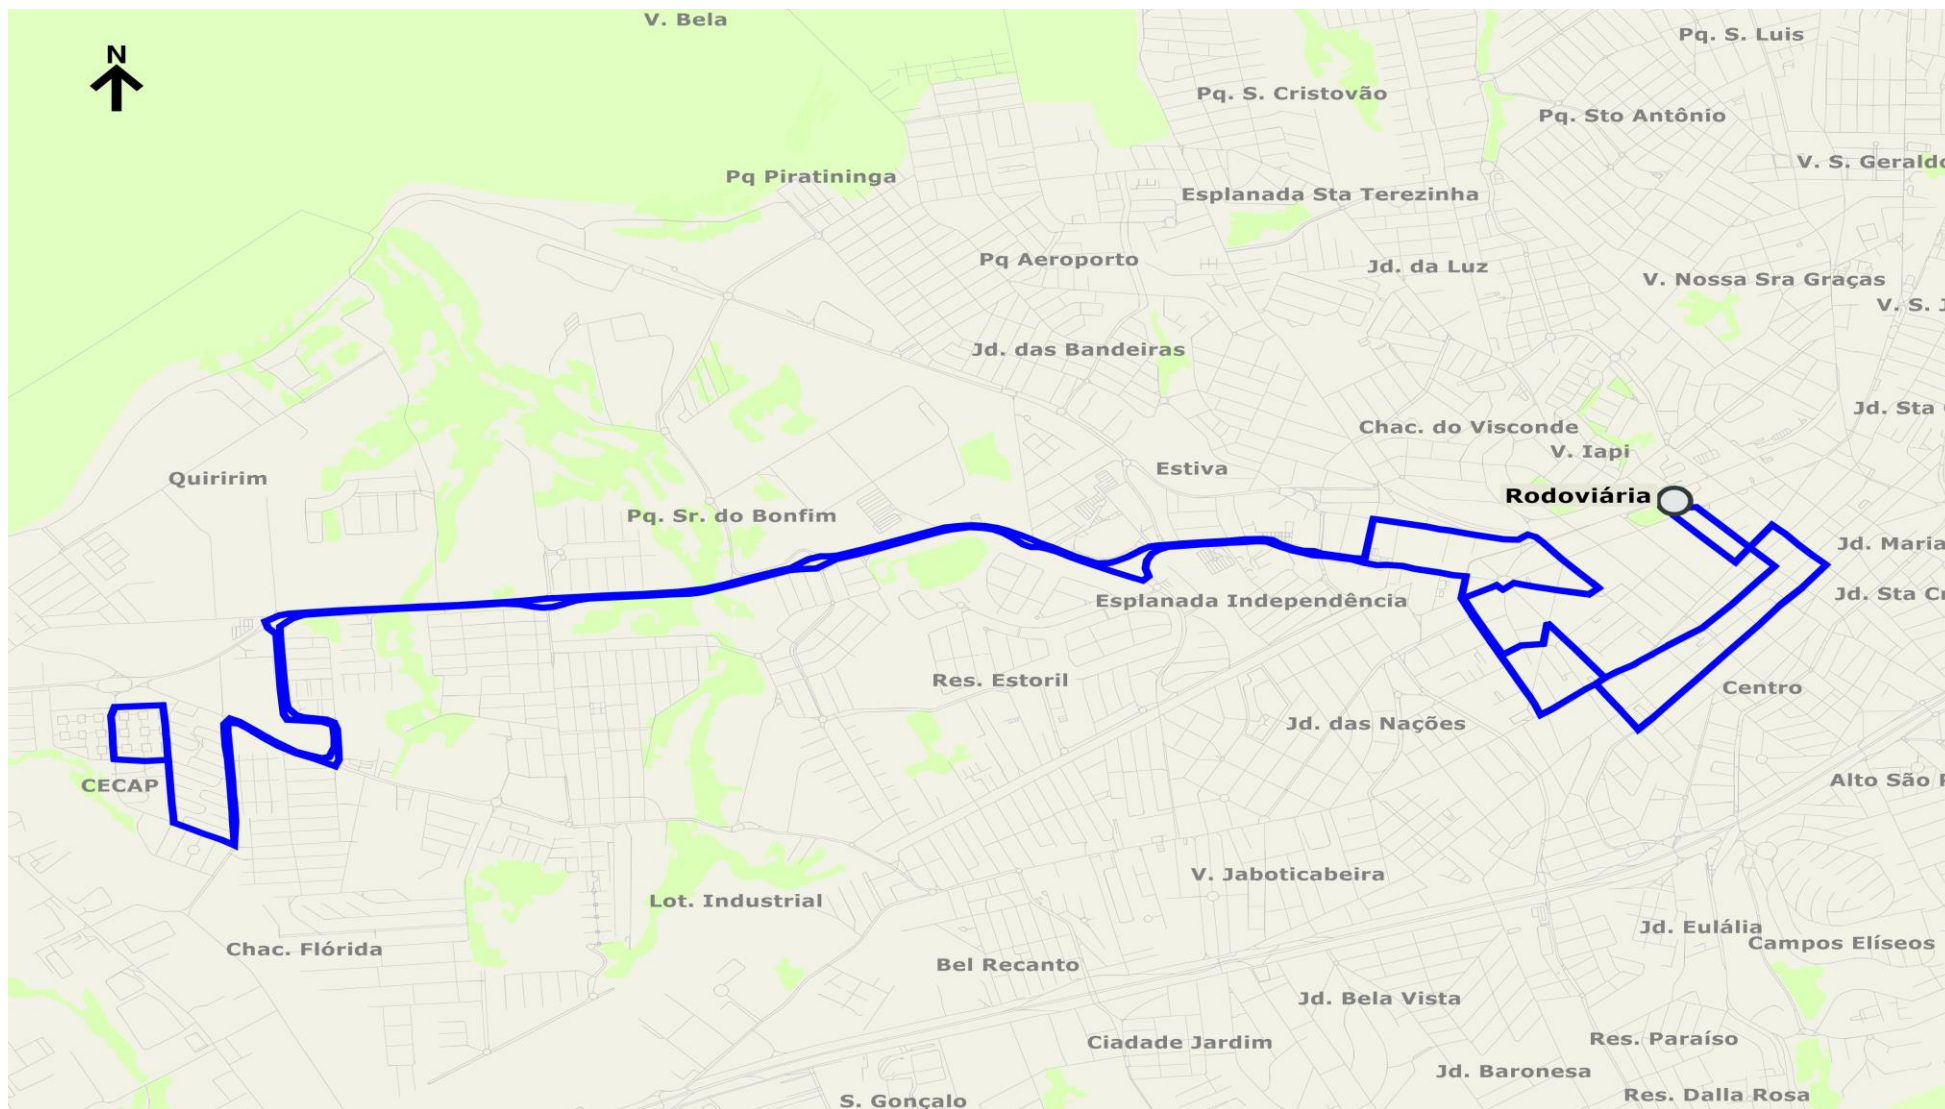 V. Bela
Pq. S. Luis
N
Pq. S. Cristovão
Pq. Sto Antônio
V. S. Geraldo
Pq Piratininga
Esplanada Sta Terezinha
Pq Aeroporto
Jd. da Luz
V. Nossa Sra Graças
V. S. J
Jd. das Bandeiras
Jd. Sta
Chac. do Visconde
V. Iapi
Estiva
Quiririm
Rodoviária
Pq. Sr. do Bonfim
Jd. Maria
Jd. Sta Cr
Esplanada Independência
Res. Estoril
Centro
Jd. das Nações
CECAP
Alto São
V. Jaboticabeira
Lot. Industrial
Jd. Eulália
Campos Elíseos
Chac. Flórida
Bel Recanto
Jd. Bela Vista
Res. Paraíso
Ciadade Jardim
Jd. Baronesa
Res. Dalla Rosa
S. Gonçalo